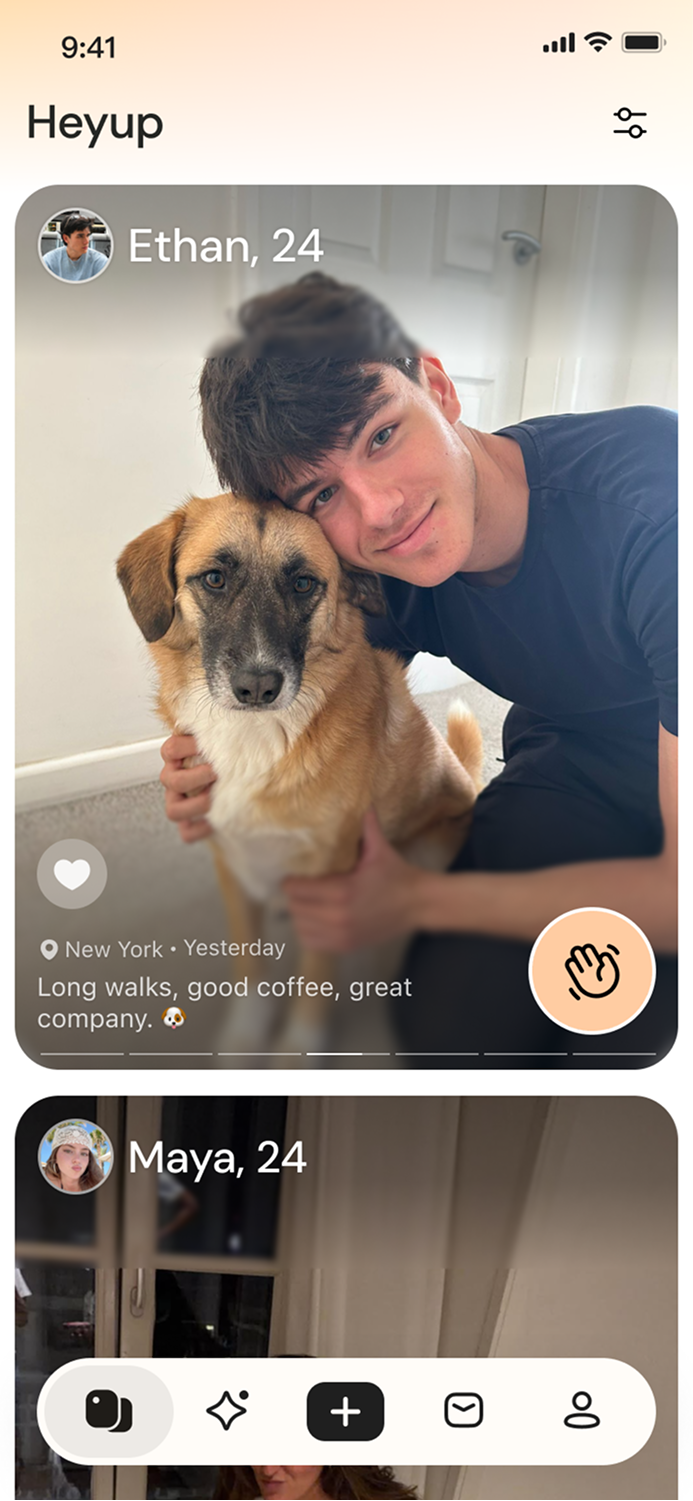 9:41
Heyup
Ethan, 24
New York • Yesterday
Long walks, good coffee, great
company. 🐶
Maya, 24